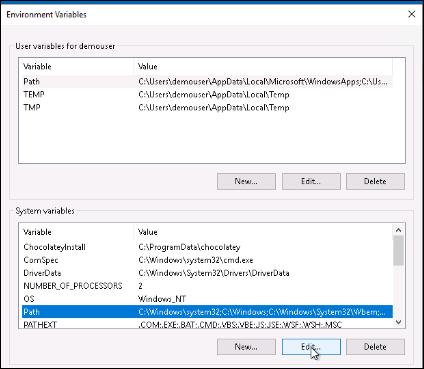 Environment Variables
User variables for demouser
Variable Value
Path C:\Users\demouser\AppData\Local\Microsoft\WindowsApps;C:\Us...
TEMP C:\Users\demouser\AppData\Local\Temp
TMP C:\Users\demouser\AppData\Local\Temp
New... Edit... Delete
System variables
Variable Value
ChocolateyInstall C:\ProgramData\chocolatey
ComSpec C:\Windows\system32\cmd.exe
DriverData C:\Windows\System32\Drivers\DriverData
NUMBER_OF_PROCESSORS 2
OS Windows_NT
Path C:\Windows\system32;C:\Windows;C:\Windows\System32\Wbem;...
PATHEXT .COM;.EXE;.BAT;.CMD;.VBS;.VBE;.JS;.JSE;.WSF;.WSH;.MSC
New... Edit... Delete